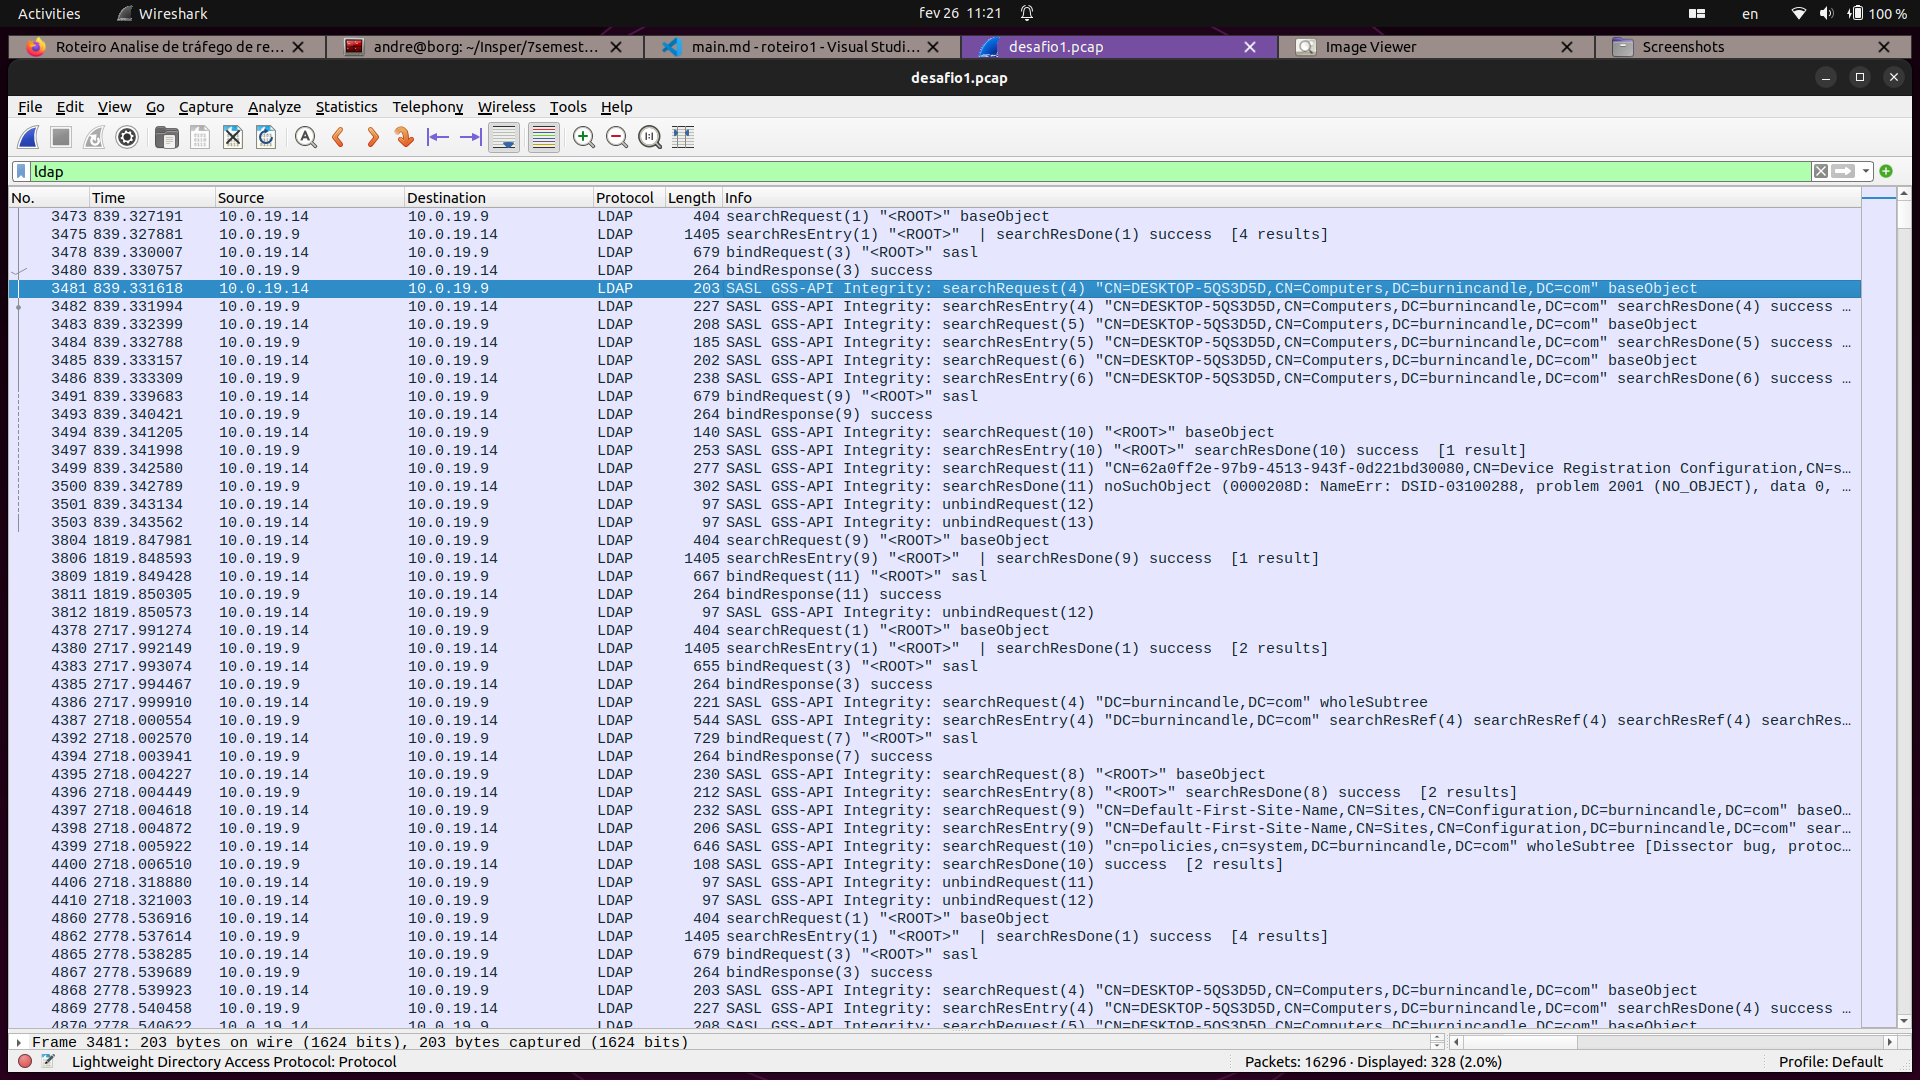 Activities
Wireshark
fev 26 11:21
en
100 %
Roteiro Analise de tráfego de re...
andre@borg: ~/Insper/7semest...
main.md - roteiro1 - Visual Studi...
desafio1.pcap
Image Viewer
Screenshots
desafio1.pcap
File Edit View Go Capture Analyze Statistics Telephony Wireless Tools Help
ldap
No. Time Source Destination Protocol Length Info
3473 839.327191 10.0.19.14 10.0.19.9 LDAP 404 searchRequest(1) "<ROOT>" baseObject
3475 839.327881 10.0.19.9 10.0.19.14 LDAP 1405 searchResEntry(1) "<ROOT>" | searchResDone(1) success [4 results]
3478 839.330007 10.0.19.14 10.0.19.9 LDAP 679 bindRequest(3) "<ROOT>" sasl
3480 839.330757 10.0.19.9 10.0.19.14 LDAP 264 bindResponse(3) success
3481 839.331618 10.0.19.14 10.0.19.9 LDAP 203 SASL GSS-API Integrity: searchRequest(4) "CN=DESKTOP-5QS3D5D,CN=Computers,DC=burnincandle,DC=com" baseObject
3482 839.331994 10.0.19.9 10.0.19.14 LDAP 227 SASL GSS-API Integrity: searchResEntry(4) "CN=DESKTOP-5QS3D5D,CN=Computers,DC=burnincandle,DC=com" searchResDone(4) success ...
3483 839.332399 10.0.19.14 10.0.19.9 LDAP 208 SASL GSS-API Integrity: searchRequest(5) "CN=DESKTOP-5QS3D5D,CN=Computers,DC=burnincandle,DC=com" baseObject
3484 839.332788 10.0.19.9 10.0.19.14 LDAP 185 SASL GSS-API Integrity: searchResEntry(5) "CN=DESKTOP-5QS3D5D,CN=Computers,DC=burnincandle,DC=com" searchResDone(5) success ...
3485 839.333157 10.0.19.14 10.0.19.9 LDAP 202 SASL GSS-API Integrity: searchRequest(6) "CN=DESKTOP-5QS3D5D,CN=Computers,DC=burnincandle,DC=com" baseObject
3486 839.333309 10.0.19.9 10.0.19.14 LDAP 238 SASL GSS-API Integrity: searchResEntry(6) "CN=DESKTOP-5QS3D5D,CN=Computers,DC=burnincandle,DC=com" searchResDone(6) success ...
3491 839.339683 10.0.19.14 10.0.19.9 LDAP 679 bindRequest(9) "<ROOT>" sasl
3493 839.340421 10.0.19.9 10.0.19.14 LDAP 264 bindResponse(9) success
3494 839.341205 10.0.19.14 10.0.19.9 LDAP 140 SASL GSS-API Integrity: searchRequest(10) "<ROOT>" baseObject
3497 839.341998 10.0.19.9 10.0.19.14 LDAP 253 SASL GSS-API Integrity: searchResEntry(10) "<ROOT>" searchResDone(10) success [1 result]
3499 839.342580 10.0.19.14 10.0.19.9 LDAP 277 SASL GSS-API Integrity: searchRequest(11) "CN=62a0ff2e-97b9-4513-943f-0d221bd30080,CN=Device Registration Configuration,CN=s...
3500 839.342789 10.0.19.9 10.0.19.14 LDAP 302 SASL GSS-API Integrity: searchResDone(11) noSuchObject (0000208D: NameErr: DSID-03100288, problem 2001 (NO_OBJECT), data 0, ...
3501 839.343134 10.0.19.14 10.0.19.9 LDAP 97 SASL GSS-API Integrity: unbindRequest(12)
3503 839.343562 10.0.19.14 10.0.19.9 LDAP 97 SASL GSS-API Integrity: unbindRequest(13)
3804 1819.847981 10.0.19.14 10.0.19.9 LDAP 404 searchRequest(9) "<ROOT>" baseObject
3806 1819.848593 10.0.19.9 10.0.19.14 LDAP 1405 searchResEntry(9) "<ROOT>" | searchResDone(9) success [1 result]
3809 1819.849428 10.0.19.14 10.0.19.9 LDAP 667 bindRequest(11) "<ROOT>" sasl
3811 1819.850305 10.0.19.9 10.0.19.14 LDAP 264 bindResponse(11) success
3812 1819.850573 10.0.19.14 10.0.19.9 LDAP 97 SASL GSS-API Integrity: unbindRequest(12)
4378 2717.991274 10.0.19.14 10.0.19.9 LDAP 404 searchRequest(1) "<ROOT>" baseObject
4380 2717.992149 10.0.19.9 10.0.19.14 LDAP 1405 searchResEntry(1) "<ROOT>" | searchResDone(1) success [2 results]
4383 2717.993074 10.0.19.14 10.0.19.9 LDAP 655 bindRequest(3) "<ROOT>" sasl
4385 2717.994467 10.0.19.9 10.0.19.14 LDAP 264 bindResponse(3) success
4386 2717.999910 10.0.19.14 10.0.19.9 LDAP 221 SASL GSS-API Integrity: searchRequest(4) "DC=burnincandle,DC=com" wholeSubtree
4387 2718.000554 10.0.19.9 10.0.19.14 LDAP 544 SASL GSS-API Integrity: searchResEntry(4) "DC=burnincandle,DC=com" searchResRef(4) searchResRef(4) searchResRef(4) searchRes...
4392 2718.002570 10.0.19.14 10.0.19.9 LDAP 729 bindRequest(7) "<ROOT>" sasl
4394 2718.003941 10.0.19.9 10.0.19.14 LDAP 264 bindResponse(7) success
4395 2718.004227 10.0.19.14 10.0.19.9 LDAP 230 SASL GSS-API Integrity: searchRequest(8) "<ROOT>" baseObject
4396 2718.004449 10.0.19.9 10.0.19.14 LDAP 212 SASL GSS-API Integrity: searchResEntry(8) "<ROOT>" searchResDone(8) success [2 results]
4397 2718.004618 10.0.19.14 10.0.19.9 LDAP 232 SASL GSS-API Integrity: searchRequest(9) "CN=Default-First-Site-Name,CN=Sites,CN=Configuration,DC=burnincandle,DC=com" baseO...
4398 2718.004872 10.0.19.9 10.0.19.14 LDAP 206 SASL GSS-API Integrity: searchResEntry(9) "CN=Default-First-Site-Name,CN=Sites,CN=Configuration,DC=burnincandle,DC=com" sear...
4399 2718.005922 10.0.19.14 10.0.19.9 LDAP 646 SASL GSS-API Integrity: searchRequest(10) "cn=policies,cn=system,DC=burnincandle,DC=com" wholeSubtree [Dissector bug, protoc...
4400 2718.006510 10.0.19.9 10.0.19.14 LDAP 108 SASL GSS-API Integrity: searchResDone(10) success [2 results]
4406 2718.318880 10.0.19.14 10.0.19.9 LDAP 97 SASL GSS-API Integrity: unbindRequest(11)
4410 2718.321003 10.0.19.14 10.0.19.9 LDAP 97 SASL GSS-API Integrity: unbindRequest(12)
4860 2778.536916 10.0.19.14 10.0.19.9 LDAP 404 searchRequest(1) "<ROOT>" baseObject
4862 2778.537614 10.0.19.9 10.0.19.14 LDAP 1405 searchResEntry(1) "<ROOT>" | searchResDone(1) success [4 results]
4865 2778.538285 10.0.19.14 10.0.19.9 LDAP 679 bindRequest(3) "<ROOT>" sasl
4867 2778.539689 10.0.19.9 10.0.19.14 LDAP 264 bindResponse(3) success
4868 2778.539923 10.0.19.14 10.0.19.9 LDAP 203 SASL GSS-API Integrity: searchRequest(4) "CN=DESKTOP-5QS3D5D,CN=Computers,DC=burnincandle,DC=com" baseObject
4869 2778.540458 10.0.19.9 10.0.19.14 LDAP 227 SASL GSS-API Integrity: searchResEntry(4) "CN=DESKTOP-5QS3D5D,CN=Computers,DC=burnincandle,DC=com" searchResDone(4) success ...
4870 2778.540622 10.0.19.14 10.0.19.9 LDAP 208 SASL GSS-API Integrity: searchRequest(5) "CN=DESKTOP-5QS3D5D,CN=Computers,DC=burnincandle,DC=com" baseObject
Frame 3481: 203 bytes on wire (1624 bits), 203 bytes captured (1624 bits)
Lightweight Directory Access Protocol: Protocol
Packets: 16296 · Displayed: 328 (2.0%)
Profile: Default